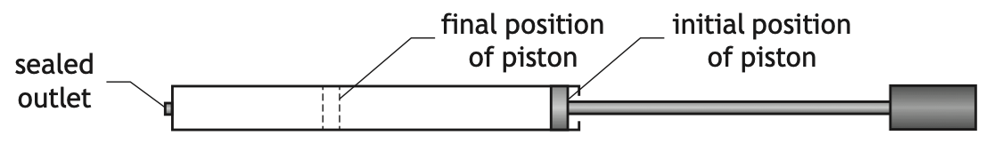 sealed
outlet
final position
of piston
initial position
of piston